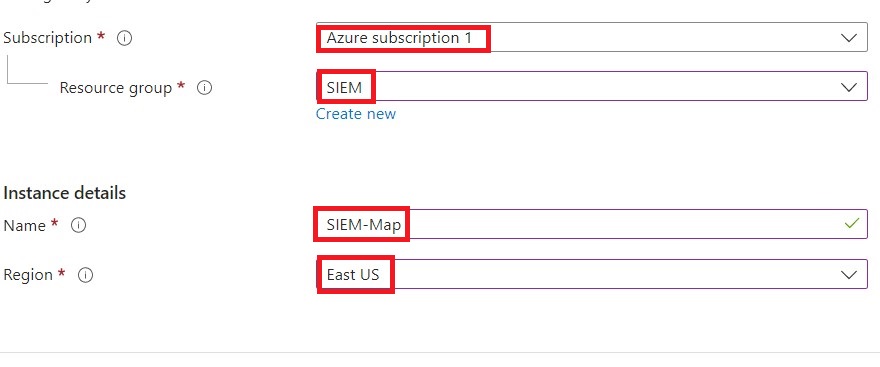 Subscription *
Azure subscription 1
Resource group *
SIEM
Create new
Instance details
Name *
SIEM-Map
Region *
East US